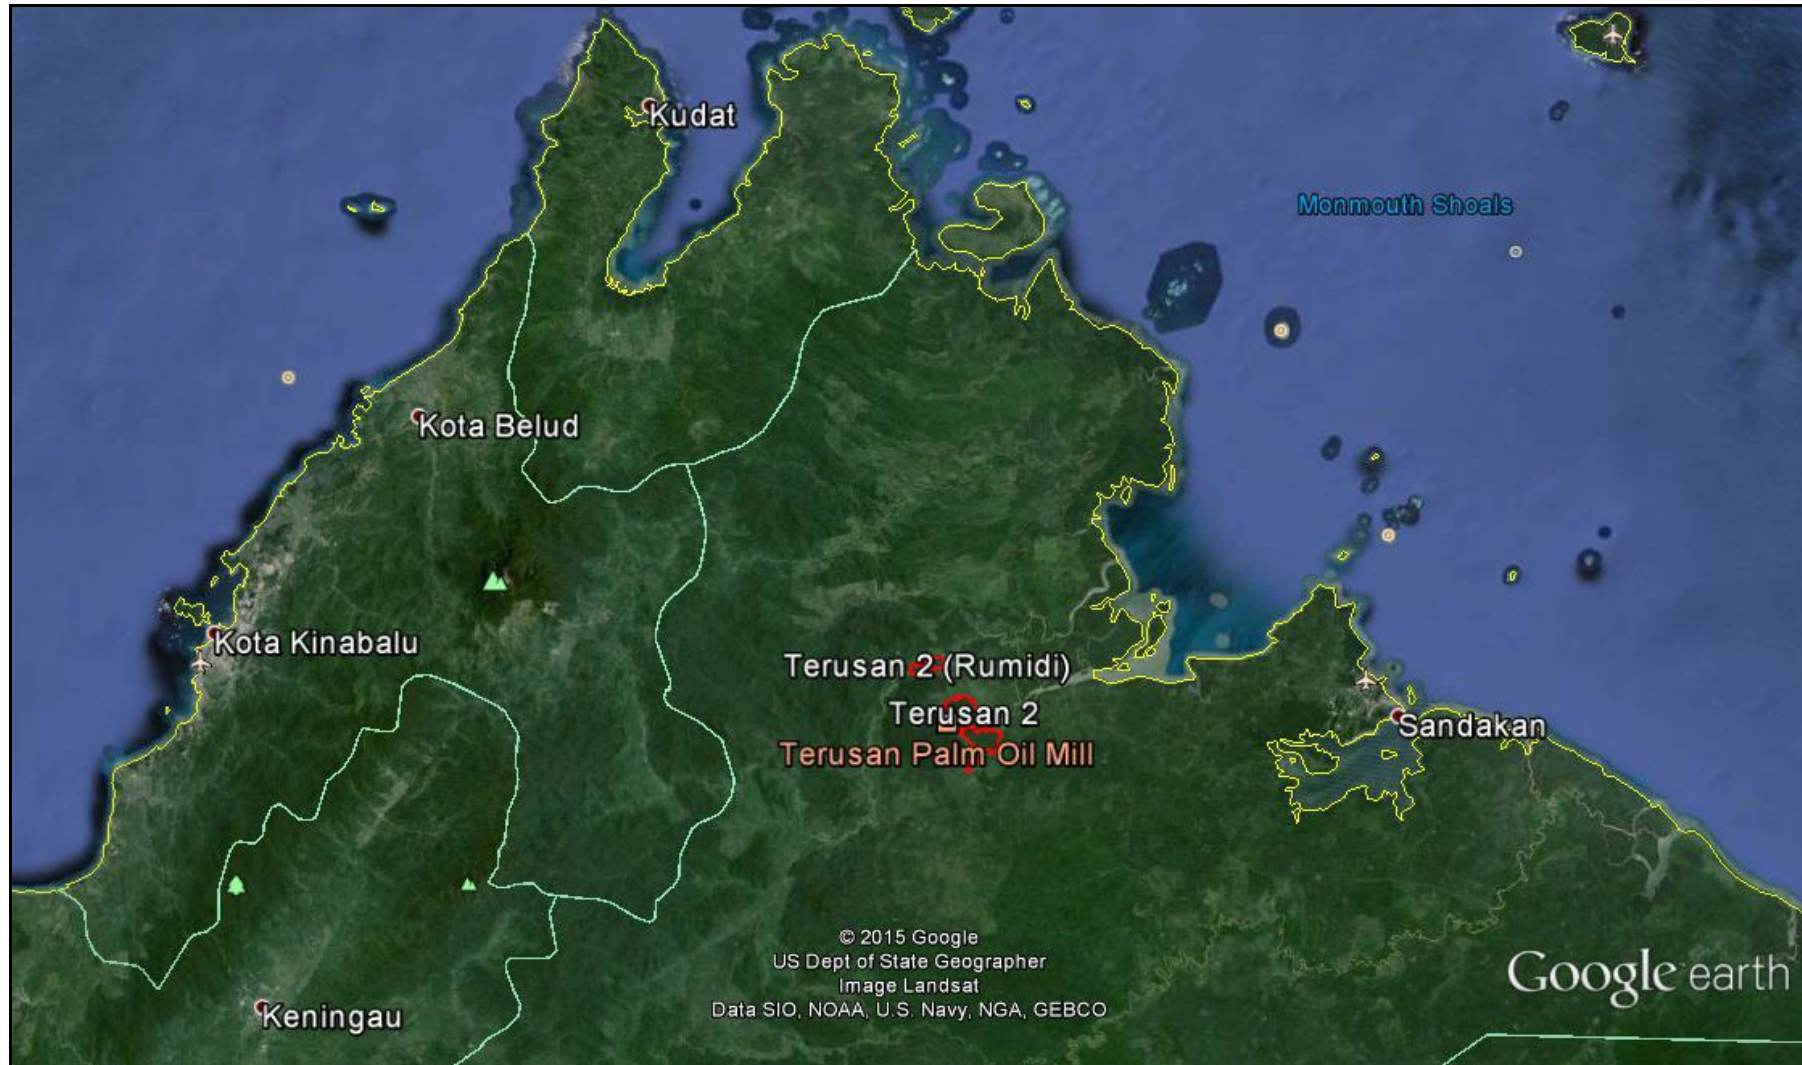 Kudat
Monmouth Shoals
Kota Belud
Kota Kinabalu
Terusan 2 (Rumidi)
Terusan 2
Sandakan
Terusan Palm Oil Mill
© 2015 Google
US Dept of State Geographer
Image Landsat
Data SIO, NOAA, U.S. Navy, NGA, GEBCO
Google earth
Keningau